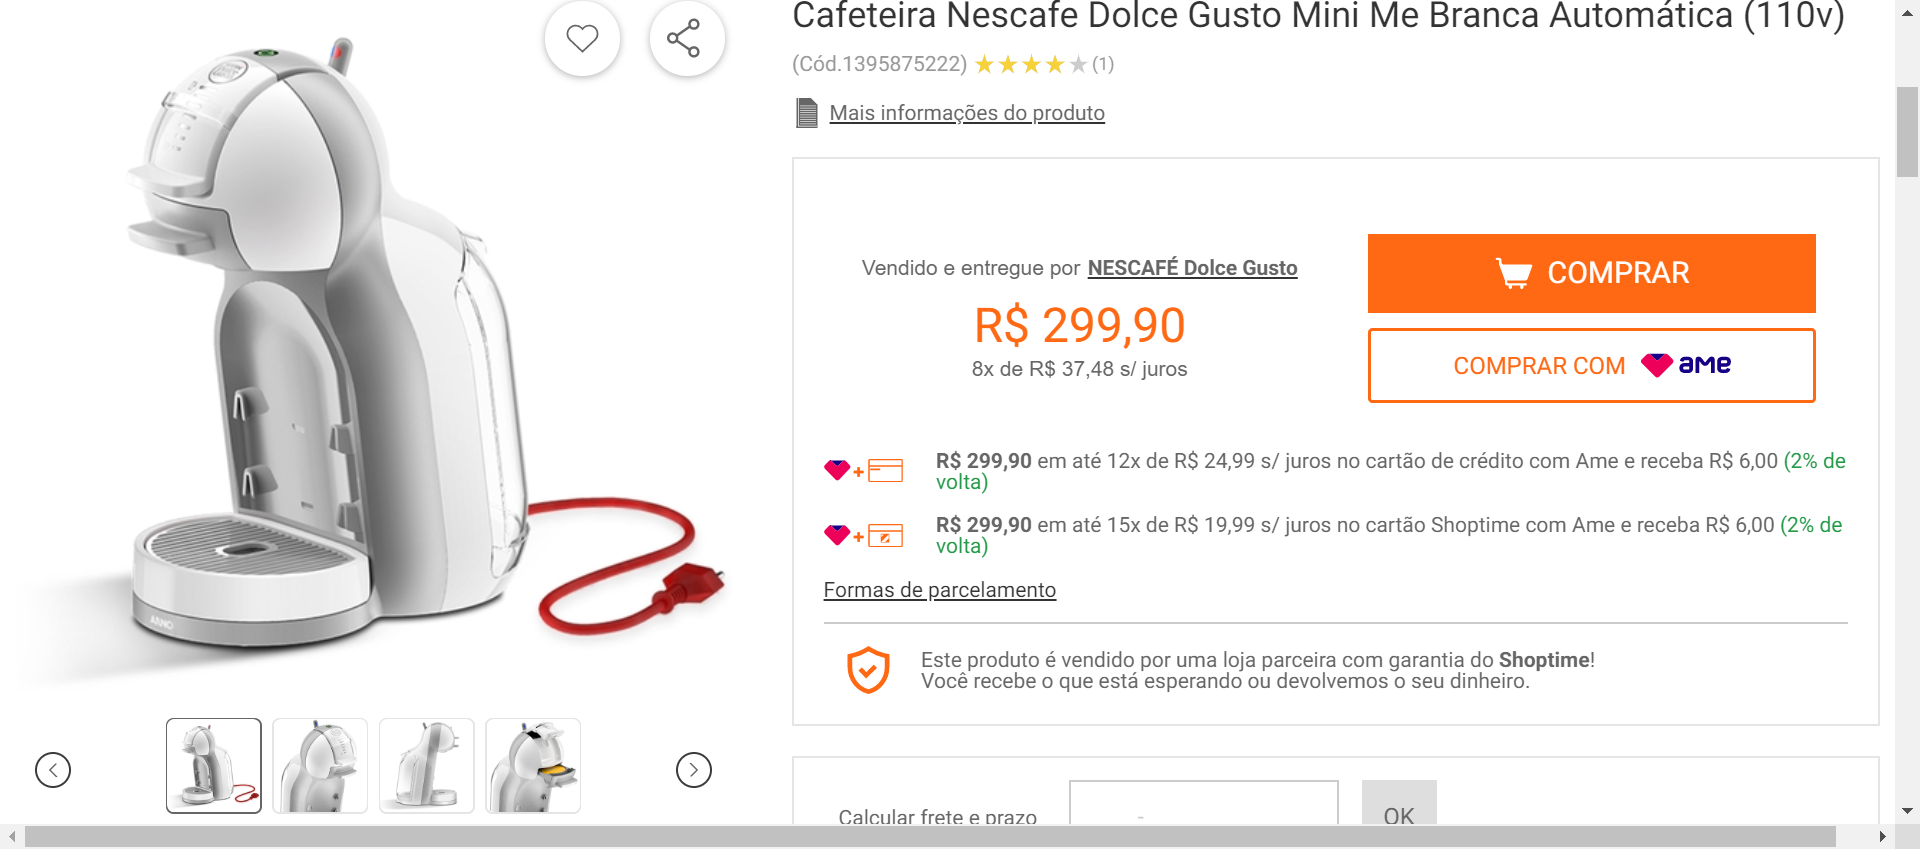 Cafeteira Nescafe Dolce Gusto Mini Me Branca Automática (110v)
(Cód.1395875222) (1)
Mais informações do produto
Vendido e entregue por NESCAFÉ Dolce Gusto
R$ 299,90
8x de R$ 37,48 s/ juros
COMPRAR
COMPRAR COM ame
R$ 299,90 em até 12x de R$ 24,99 s/ juros no cartão de crédito com Ame e receba R$ 6,00 (2% de
volta)
R$ 299,90 em até 15x de R$ 19,99 s/ juros no cartão Shoptime com Ame e receba R$ 6,00 (2% de
volta)
Formas de parcelamento
Este produto é vendido por uma loja parceira com garantia do Shoptime!
Você recebe o que está esperando ou devolvemos o seu dinheiro.
Calcular frete e prazo - OK
ARNO